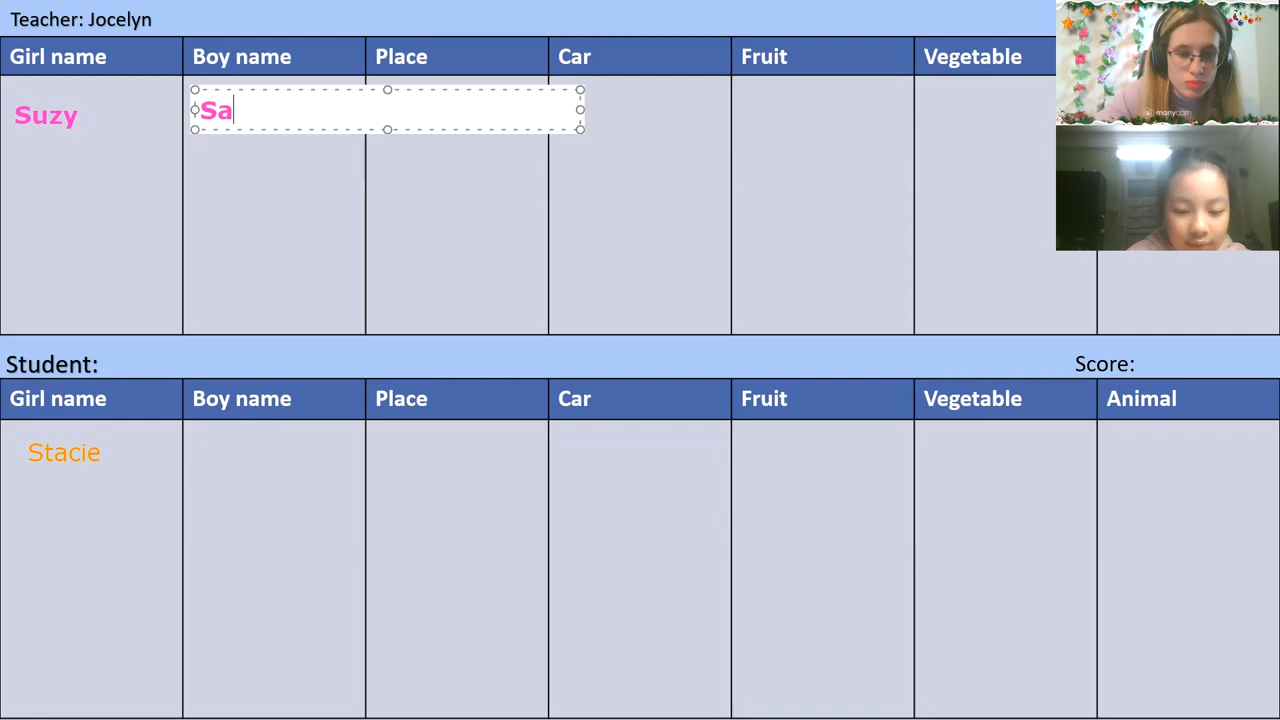 Teacher: Jocelyn
Girl name Boy name Place Car Fruit Vegetable
Suzy Sa
manycam
Student: Score:
Girl name Boy name Place Car Fruit Vegetable Animal
Stacie